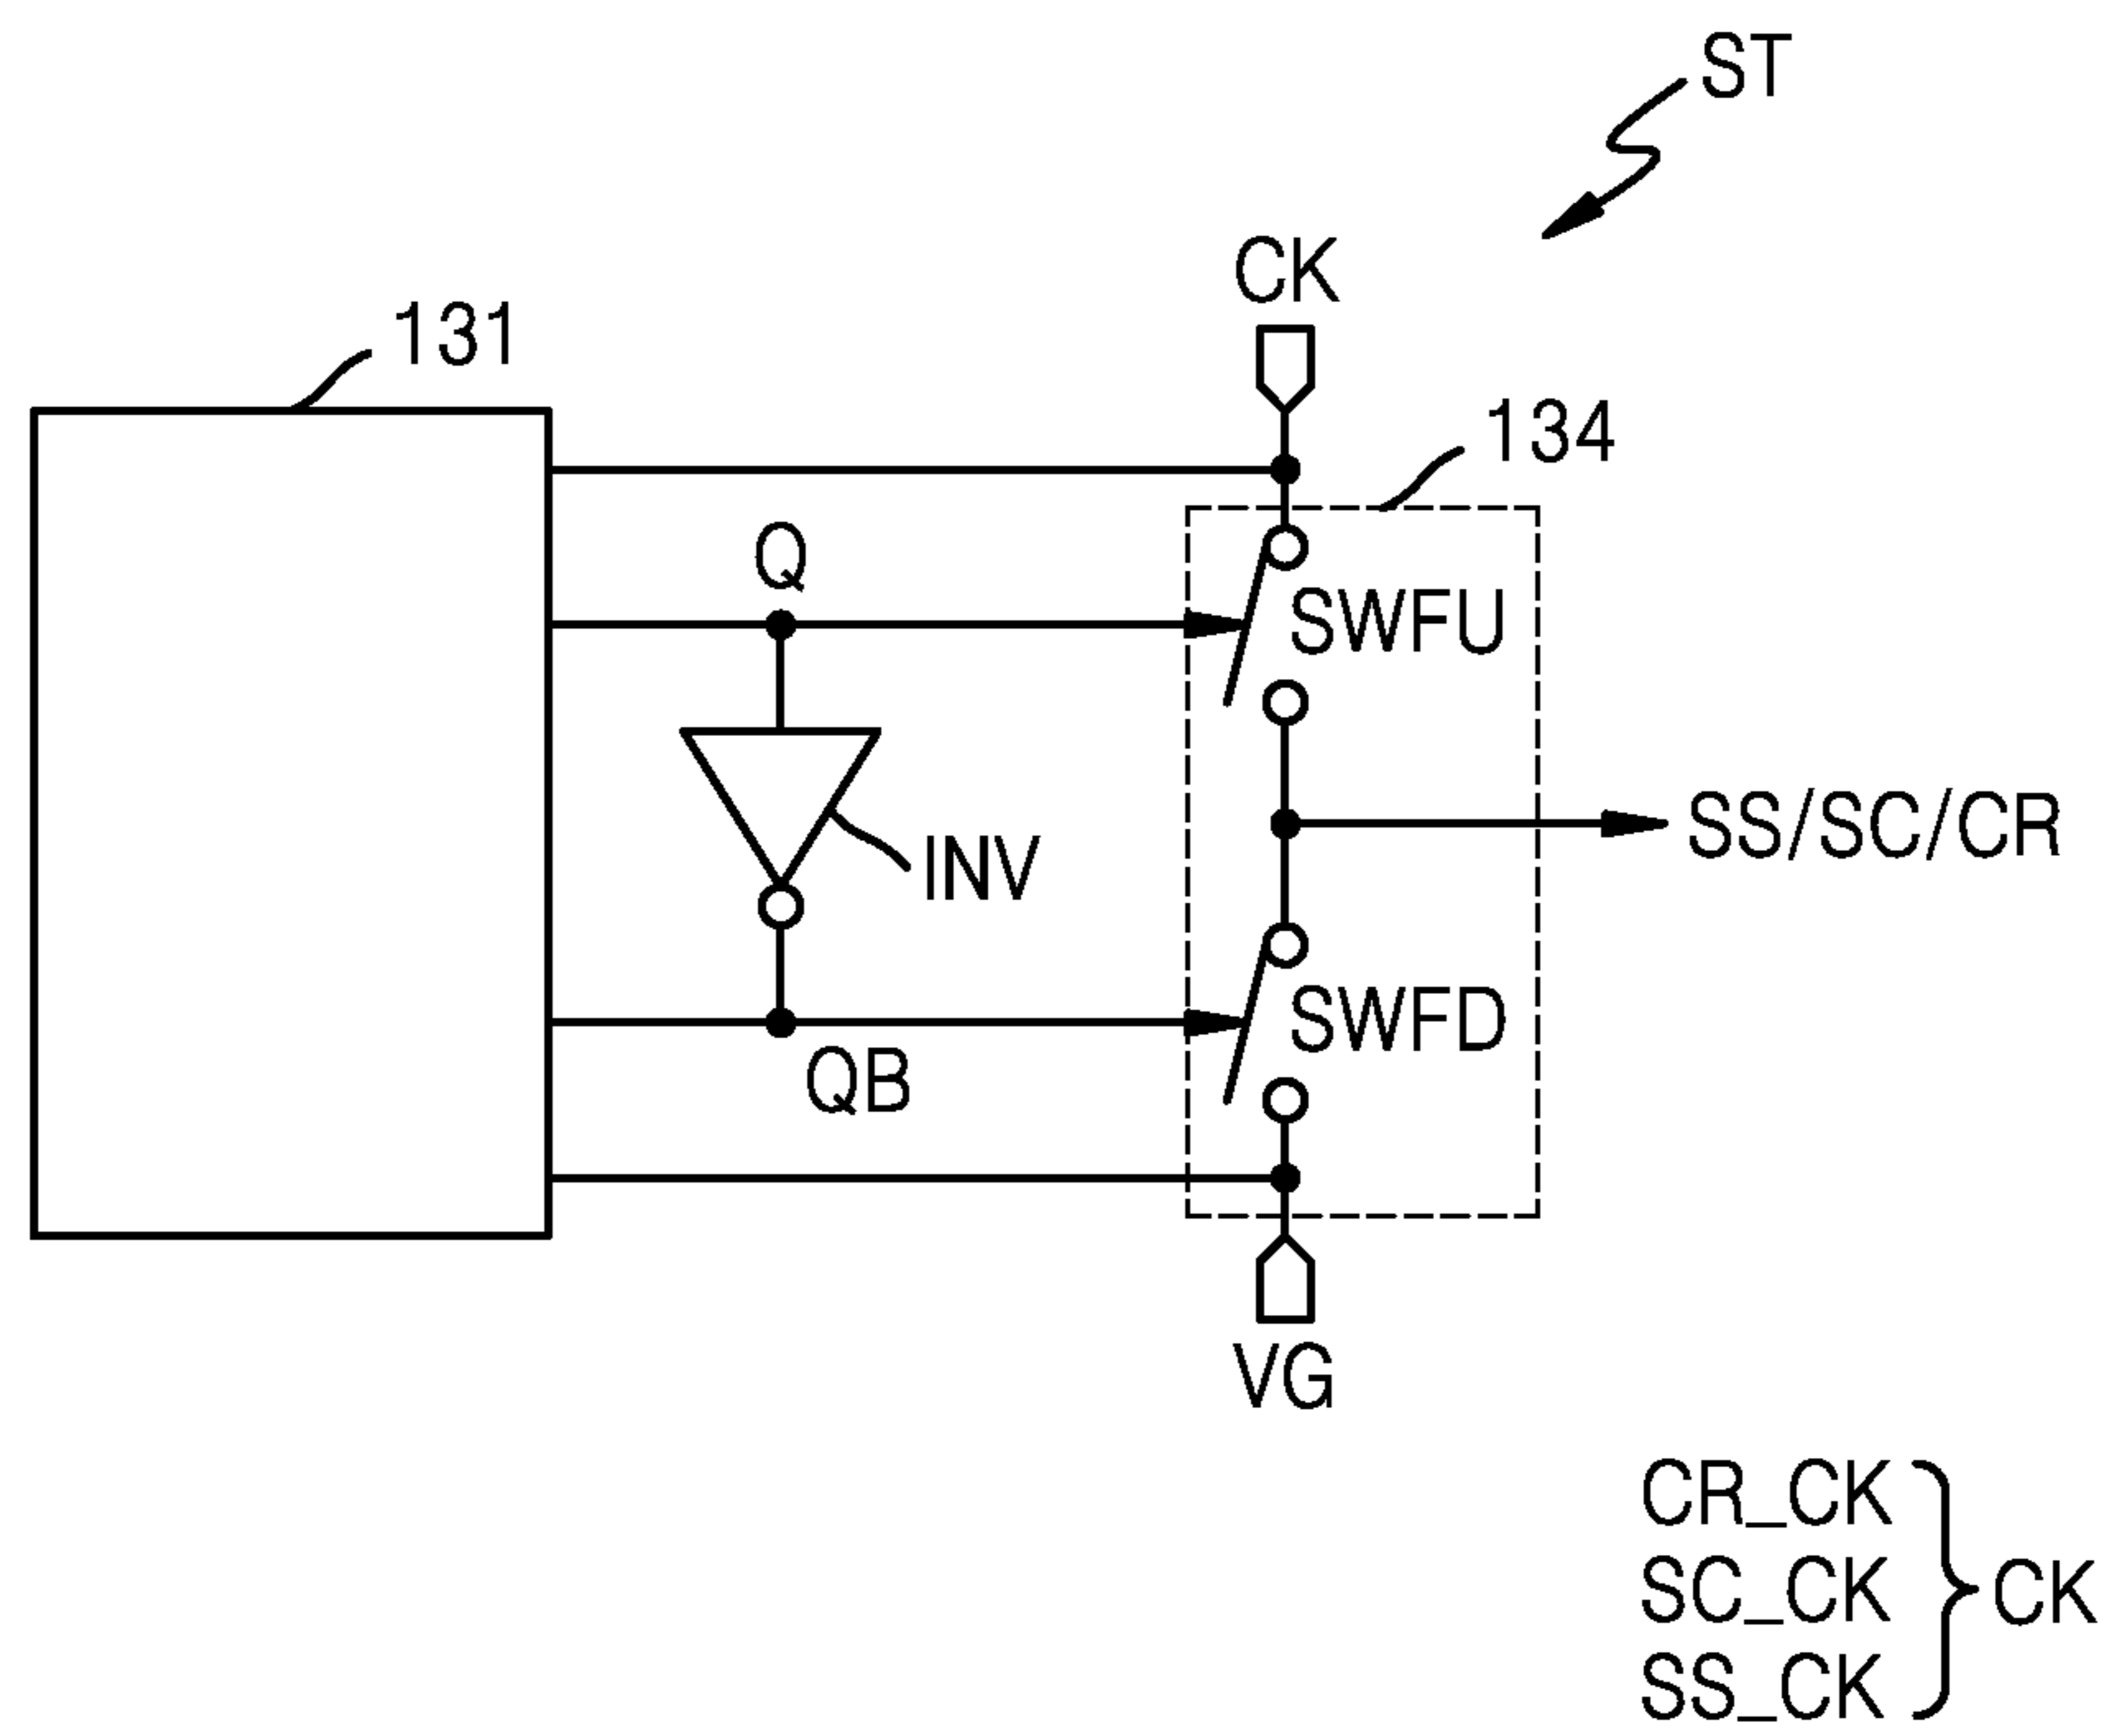 ST
CK
131
134
Q
SWFU
SS/SC/CR
INV
SWFD
QB
VG
CR_CK
SC_CK
CK
SS_CK